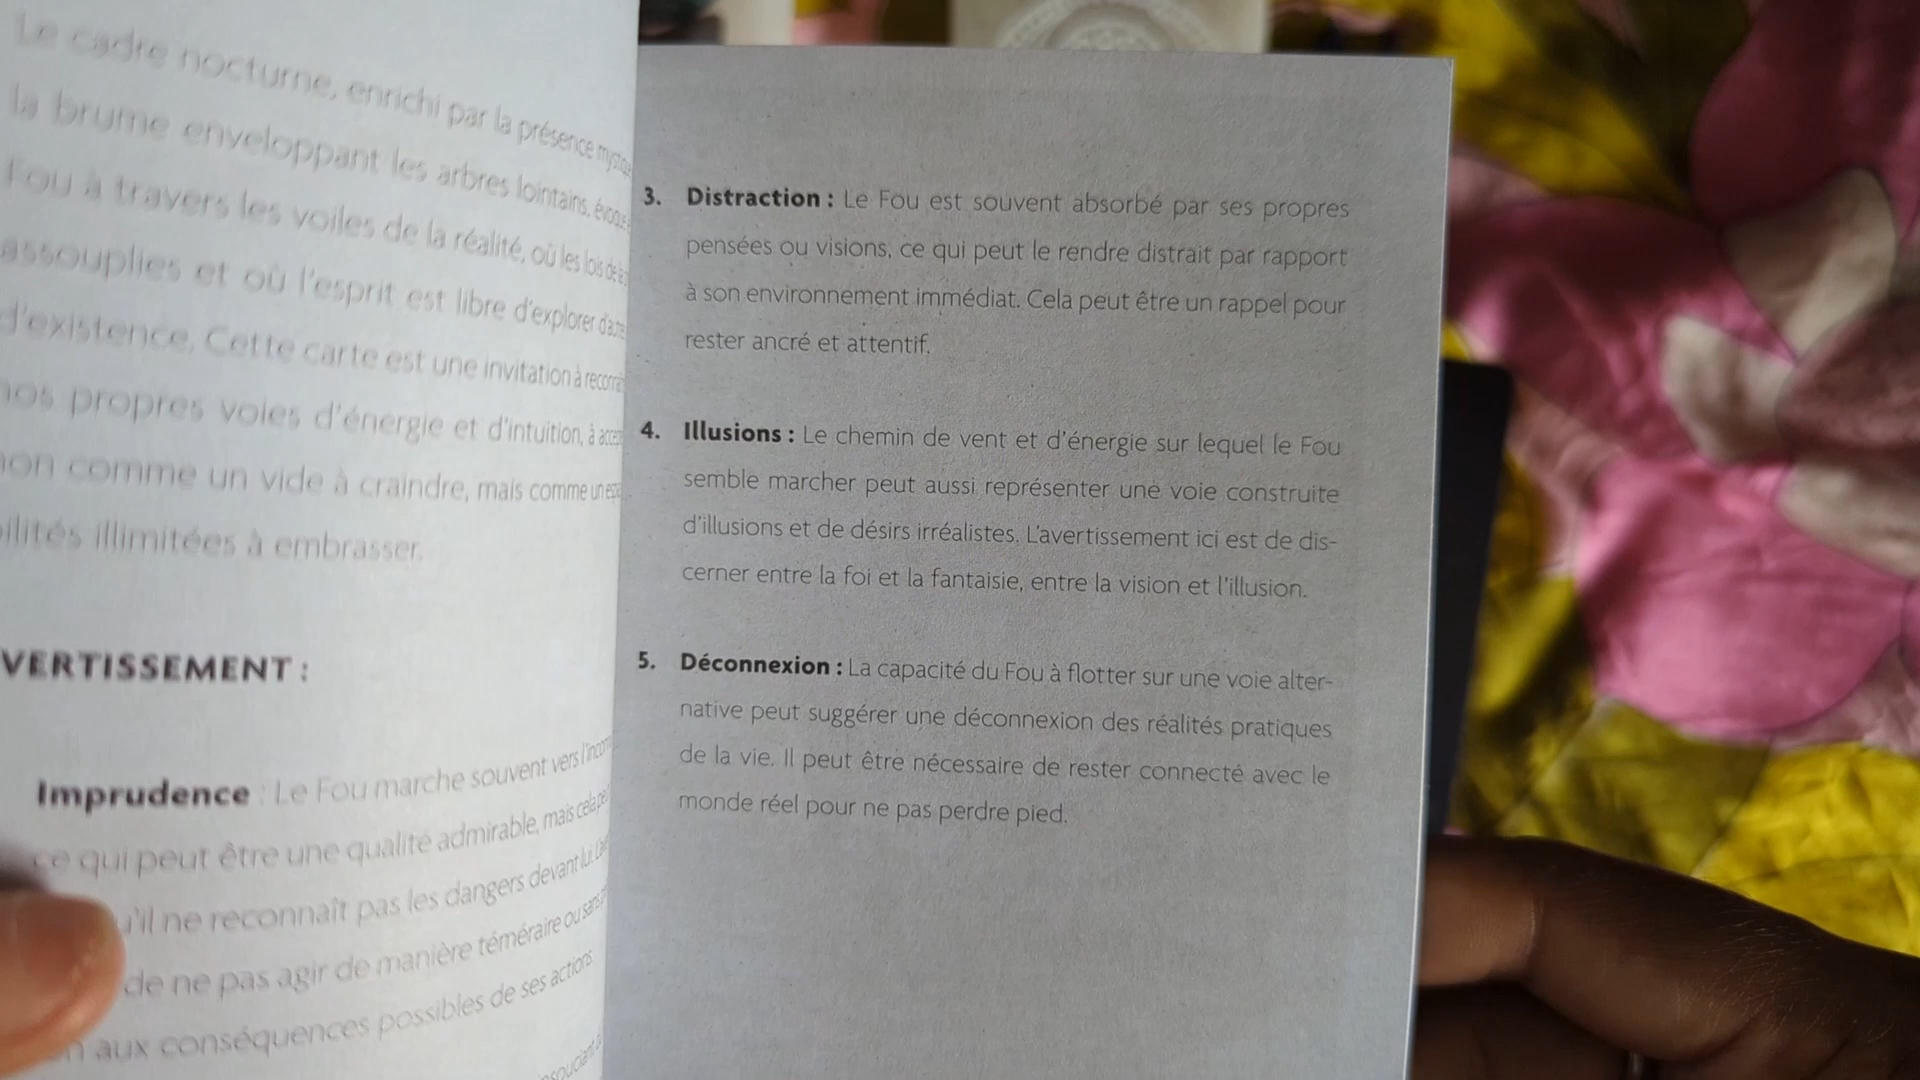 Le cadre nocturne, enrichi par la présence
la brume enveloppant les arbres lointains,
Fou à travers les voiles de la réalité, où les lois de
assouplies et où l'esprit est libre d'explorer
d'existence. Cette carte est une invitation à
nos propres voies d'énergie et d'intuition, à
comme un vide à craindre, mais comme un
illimitées à embrasser.
VERTISSEMENT :
Imprudence : Le Fou marche souvent vers
ce qui peut être une qualité admirable, mais cela
qu'il ne reconnaît pas les dangers devant lui.
de ne pas agir de manière téméraire ou sans
aux conséquences possibles de ses actions.
3. Distraction : Le Fou est souvent absorbé par ses propres
pensées ou visions, ce qui peut le rendre distrait par rapport
à son environnement immédiat. Cela peut être un rappel pour
rester ancré et attentif.
4. Illusions : Le chemin de vent et d'énergie sur lequel le Fou
semble marcher peut aussi représenter une voie construite
d'illusions et de désirs irréalistes. L'avertissement ici est de dis-
cerner entre la foi et la fantaisie, entre la vision et l'illusion.
5. Déconnexion : La capacité du Fou à flotter sur une voie alter-
native peut suggérer une déconnexion des réalités pratiques
de la vie. Il peut être nécessaire de rester connecté avec le
monde réel pour ne pas perdre pied.